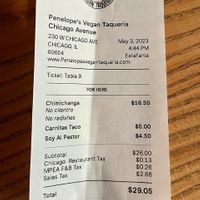 Penelope's Vegan Taqueria
Chicago Avenue
230 W CHICAGO AVE
CHICAGO, IL
60654
May 3, 2023
4:44 PM
Estefania
www.Penelopesvegantaqueria.com
Ticket: Table 9
FOR HERE
Chimichanga $16.50
No cilantro
No radishes
Carnitas Taco $5.00
Soy Al Pastor $4.50
Subtotal $26.00
Chicago Restaurant Tax $0.13
MPEA F&B Tax $0.26
Sales Tax $2.66
Total $29.05